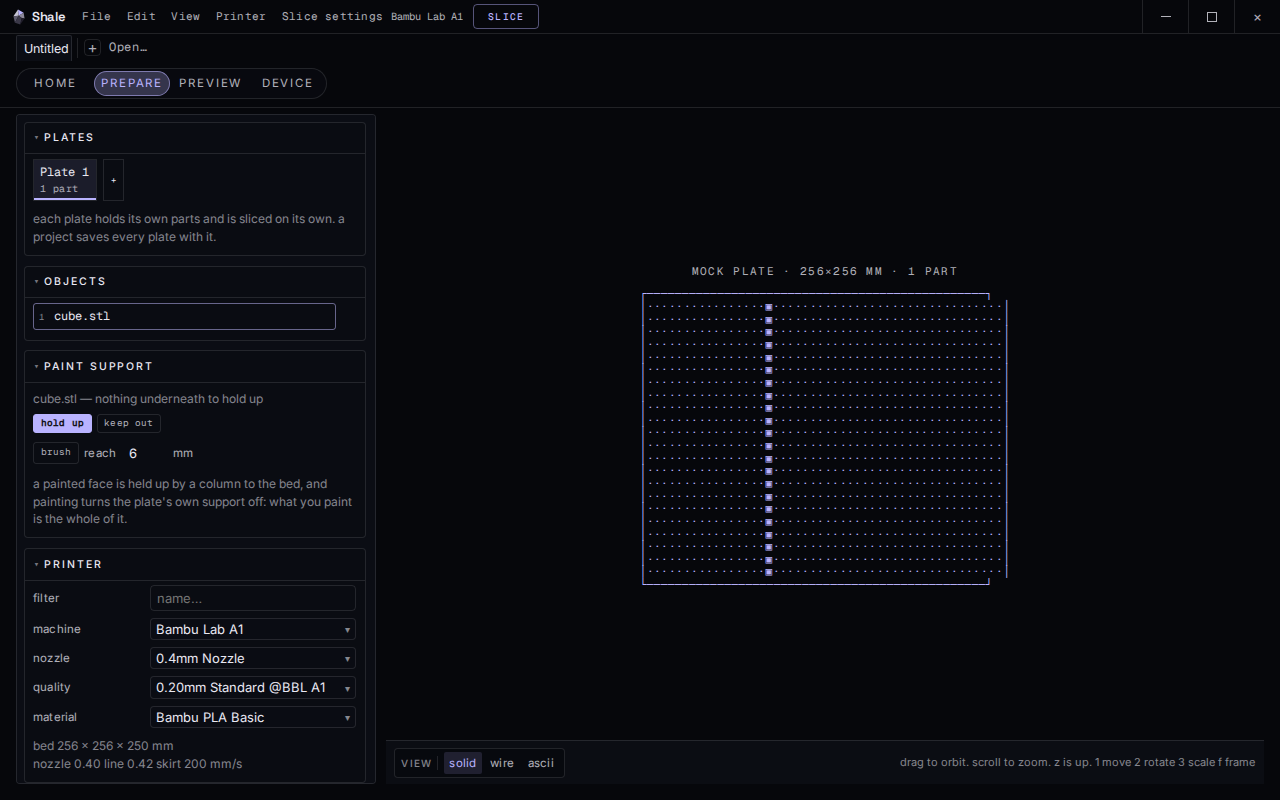 Shale File Edit View Printer Slice settings Bambu Lab A1 SLICE
Untitled + Open…
HOME PREPARE PREVIEW DEVICE
PLATES
Plate 1
1 part
+
each plate holds its own parts and is sliced on its own. a
project saves every plate with it.
OBJECTS
1 cube.stl
PAINT SUPPORT
cube.stl — nothing underneath to hold up
hold up keep out
brush reach 6 mm
a painted face is held up by a column to the bed, and
painting turns the plate's own support off: what you paint
is the whole of it.
PRINTER
filter name...
machine Bambu Lab A1
nozzle 0.4mm Nozzle
quality 0.20mm Standard @BBL A1
material Bambu PLA Basic
bed 256 × 256 × 250 mm
nozzle 0.40 line 0.42 skirt 200 mm/s
MOCK PLATE · 256×256 MM · 1 PART
VIEW solid wire ascii
drag to orbit. scroll to zoom. z is up. 1 move 2 rotate 3 scale f frame